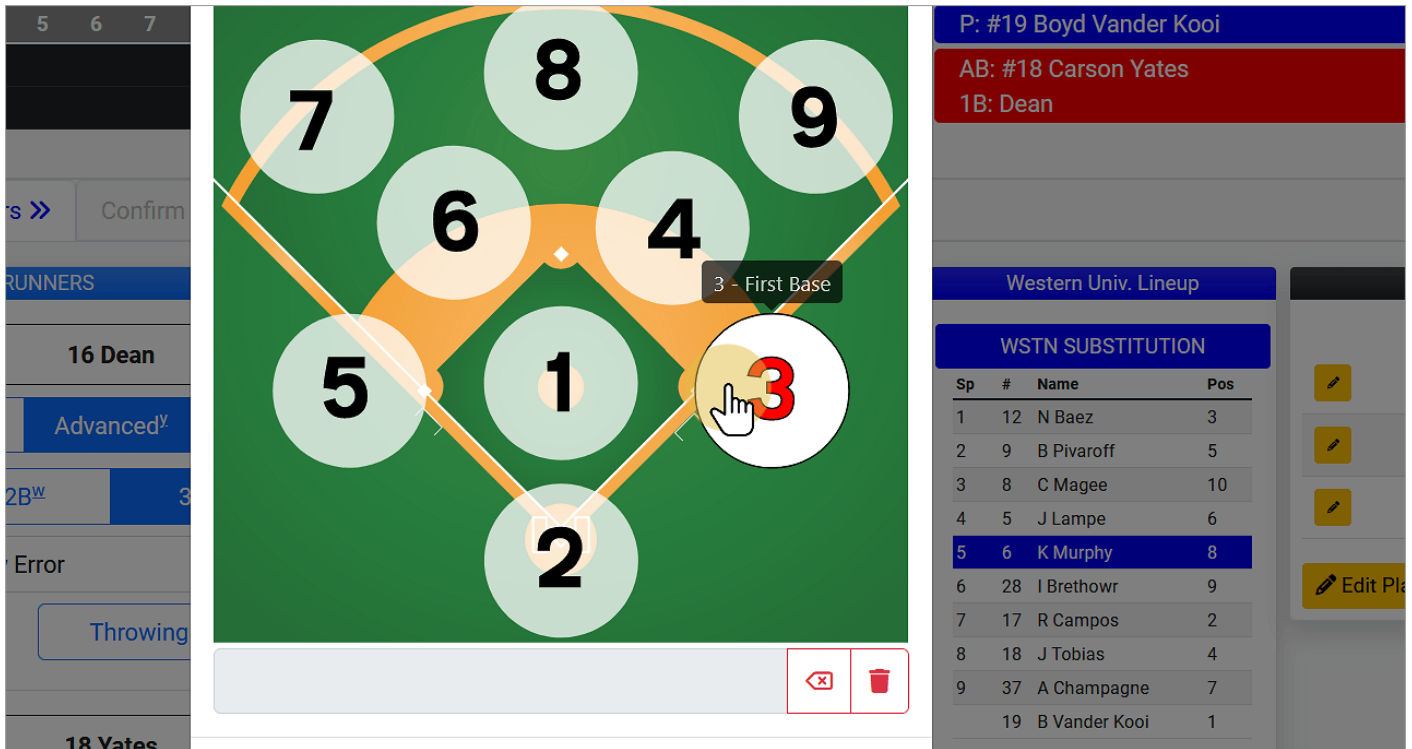 5 6 7
rs »
Confirm
RUNNERS
16 Dean
Advancedʸ
2Bʷ
3
y Error
Throwing
18 Yates
7
8
9
6
4
3 - First Base
5
1
3
2
P: #19 Boyd Vander Kooi
AB: #18 Carson Yates
1B: Dean
Western Univ. Lineup
WSTN SUBSTITUTION
Sp # Name Pos
1 12 N Baez 3
2 9 B Pivaroff 5
3 8 C Magee 10
4 5 J Lampe 6
5 6 K Murphy 8
6 28 I Brethowr 9
7 17 R Campos 2
8 18 J Tobias 4
9 37 A Champagne 7
19 B Vander Kooi 1
Edit Pla